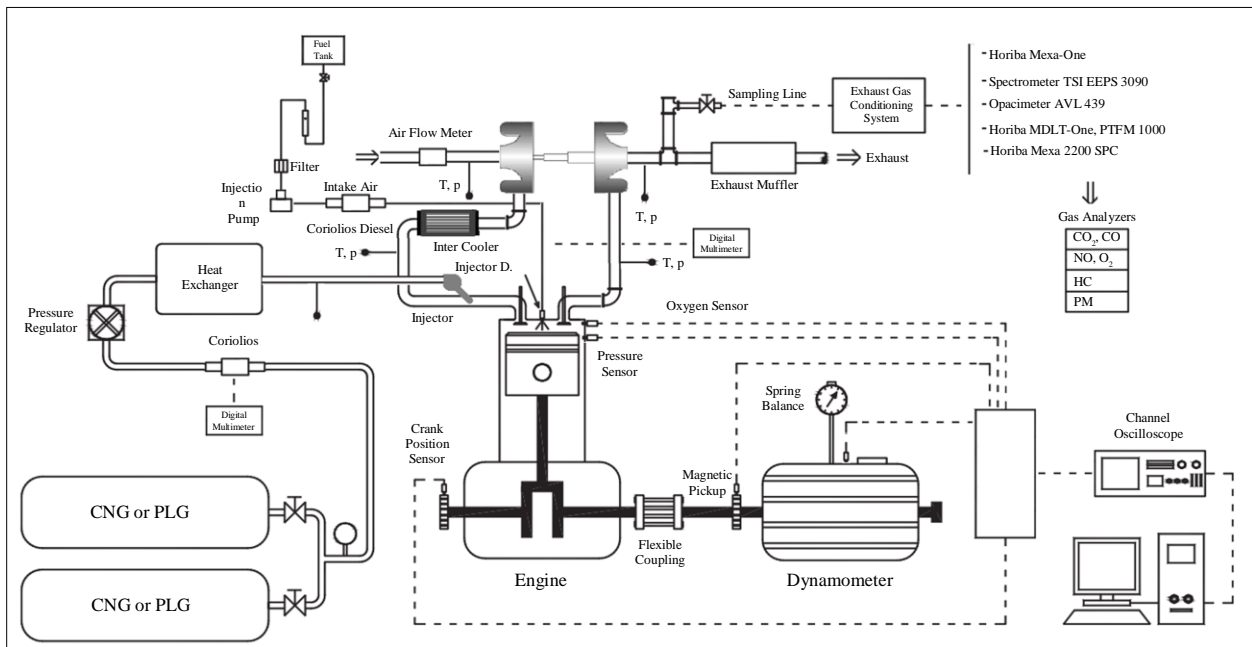 Fuel
Tank
Air Flow Meter
Sampling Line
Exhaust Gas
Conditioning
System
Horiba Mexa-One
Spectrometer TSI EEPS 3090
Opacimeter AVL 439
Horiba MDLT-One, PTFM 1000
Horiba Mexa 2200 SPC
Filter
T, p
Exhaust
Exhaust Muffler
Injectio
n
Pump
Intake Air
T, p
Coriolios Diesel
Inter Cooler
T, p
Digital
Multimeter
T, p
Gas Analyzers
CO2, CO
NO, O2
HC
PM
Heat
Exchanger
Injector D.
Injector
Pressure
Regulator
Oxygen Sensor
Coriolios
Pressure
Sensor
Digital
Multimeter
Spring
Balance
Crank
Position
Sensor
Channel
Oscilloscope
Magnetic
Pickup
CNG or PLG
Flexible
Coupling
Engine
Dynamometer
CNG or PLG